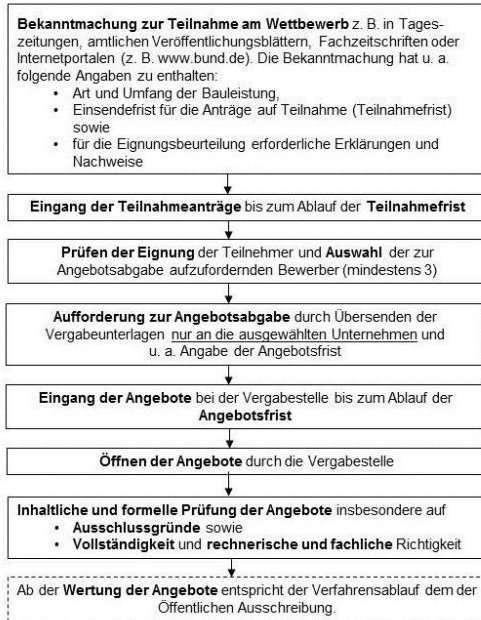 Bekanntmachung zur Teilnahme am Wettbewerb z. B. in Tages-
zeitungen, amtlichen Veröffentlichungsblättern, Fachzeitschriften oder
Internetportalen (z. B. www.bund.de). Die Bekanntmachung hat u. a.
folgende Angaben zu enthalten:
• Art und Umfang der Bauleistung,
• Einsendefrist für die Anträge auf Teilnahme (Teilnahmefrist)
sowie
• für die Eignungsbeurteilung erforderliche Erklärungen und
Nachweise
Eingang der Teilnahmeanträge bis zum Ablauf der Teilnahmefrist
Prüfen der Eignung der Teilnehmer und Auswahl der zur
Angebotsabgabe aufzufordernden Bewerber (mindestens 3)
Aufforderung zur Angebotsabgabe durch Übersenden der
Vergabeunterlagen nur an die ausgewählten Unternehmen und
u. a. Angabe der Angebotsfrist
Eingang der Angebote bei der Vergabestelle bis zum Ablauf der
Angebotsfrist
Öffnen der Angebote durch die Vergabestelle
Inhaltliche und formelle Prüfung der Angebote insbesondere auf
• Ausschlussgründe sowie
• Vollständigkeit und rechnerische und fachliche Richtigkeit
Ab der Wertung der Angebote entspricht der Verfahrensablauf dem der
Öffentlichen Ausschreibung.